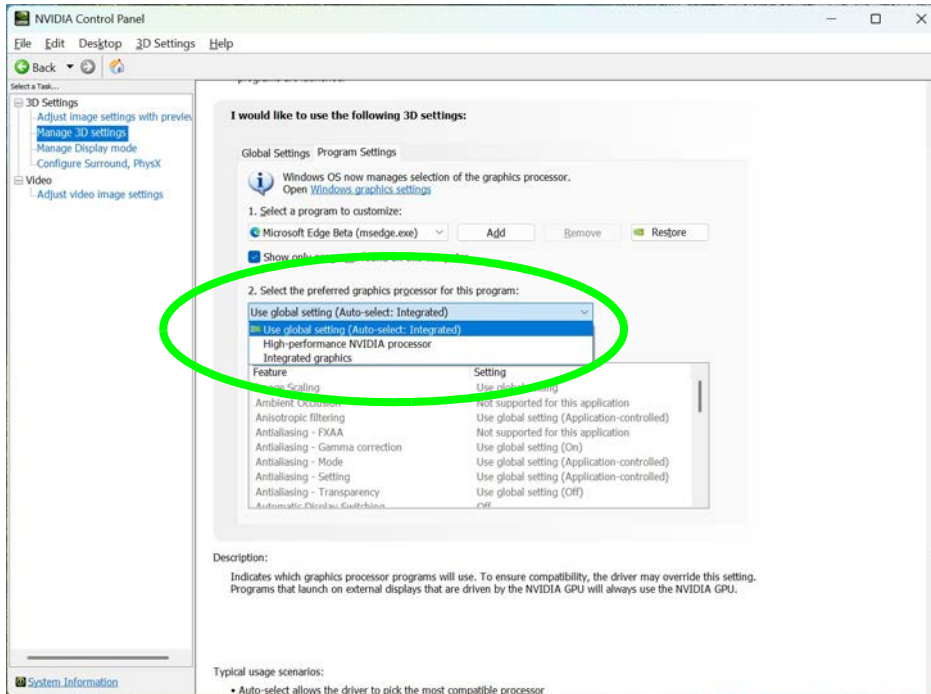 NVIDIA Control Panel
File Edit Desktop 3D Settings Help
Back
Select a Task...
3D Settings
Adjust image settings with preview
Manage 3D settings
Manage Display mode
Configure Surround, PhysX
Video
Adjust video image settings
System Information
I would like to use the following 3D settings:
Global Settings Program Settings
Windows OS now manages selection of the graphics processor.
Open Windows graphics settings
1. Select a program to customize:
Microsoft Edge Beta (msedge.exe) Add Remove Restore
Show only
2. Select the preferred graphics processor for this program:
Use global setting (Auto-select: Integrated)
Use global setting (Auto-select: Integrated)
High-performance NVIDIA processor
Integrated graphics
Feature Setting
Image Scaling Use global setting
Ambient Occlusion Not supported for this application
Anisotropic filtering Use global setting (Application-controlled)
Antialiasing - FXAA Not supported for this application
Antialiasing - Gamma correction Use global setting (On)
Antialiasing - Mode Use global setting (Application-controlled)
Antialiasing - Setting Use global setting (Application-controlled)
Antialiasing - Transparency Use global setting (Off)
Automatic Display Switching Off
Description:
Indicates which graphics processor programs will use. To ensure compatibility, the driver may override this setting.
Programs that launch on external displays that are driven by the NVIDIA GPU will always use the NVIDIA GPU.
Typical usage scenarios:
• Auto-select allows the driver to pick the most compatible processor